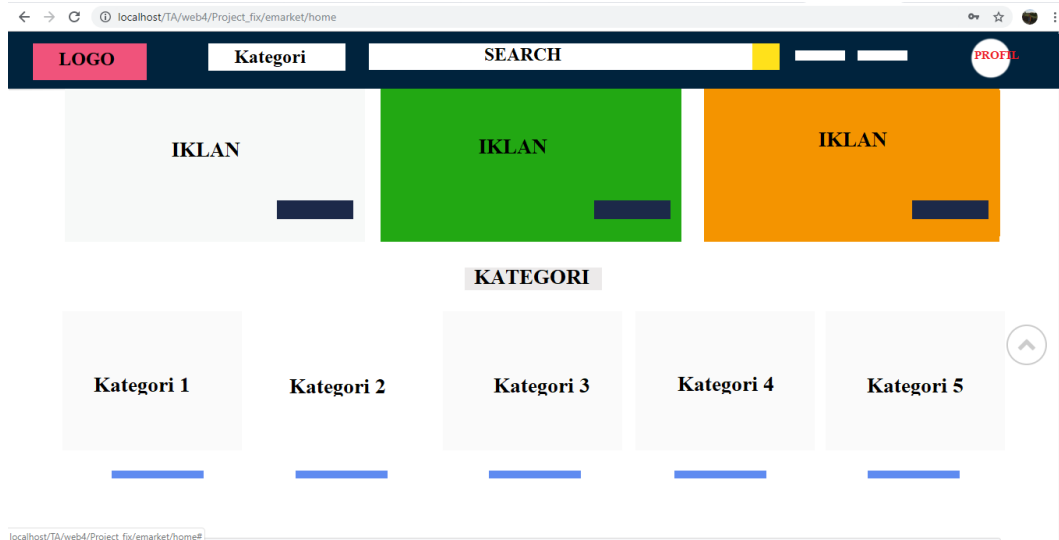 localhost/TA/web4/Project_fix/emarket/home
LOGO
Kategori
SEARCH
PROFIL
IKLAN
IKLAN
IKLAN
KATEGORI
Kategori 1
Kategori 2
Kategori 3
Kategori 4
Kategori 5
localhost/TA/web4/Project_fix/emarket/home#